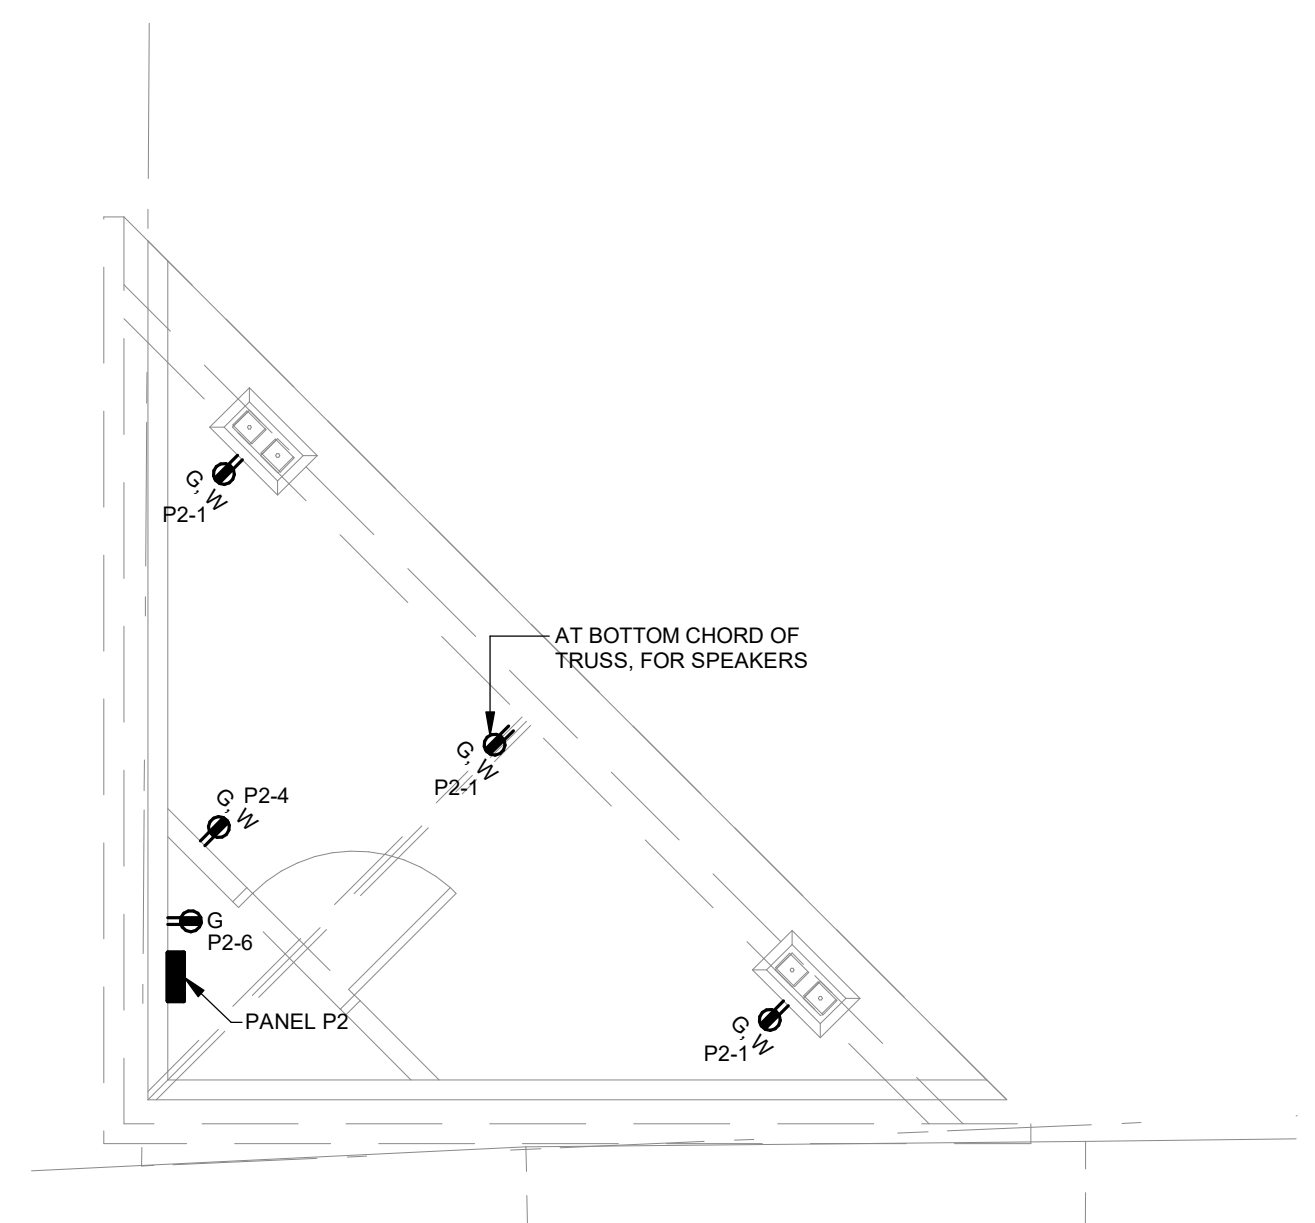 G, W
P2-1
AT BOTTOM CHORD OF
TRUSS, FOR SPEAKERS
G, W
P2-1
P2-4
G, W
G
P2-6
PANEL P2
G, W
P2-1